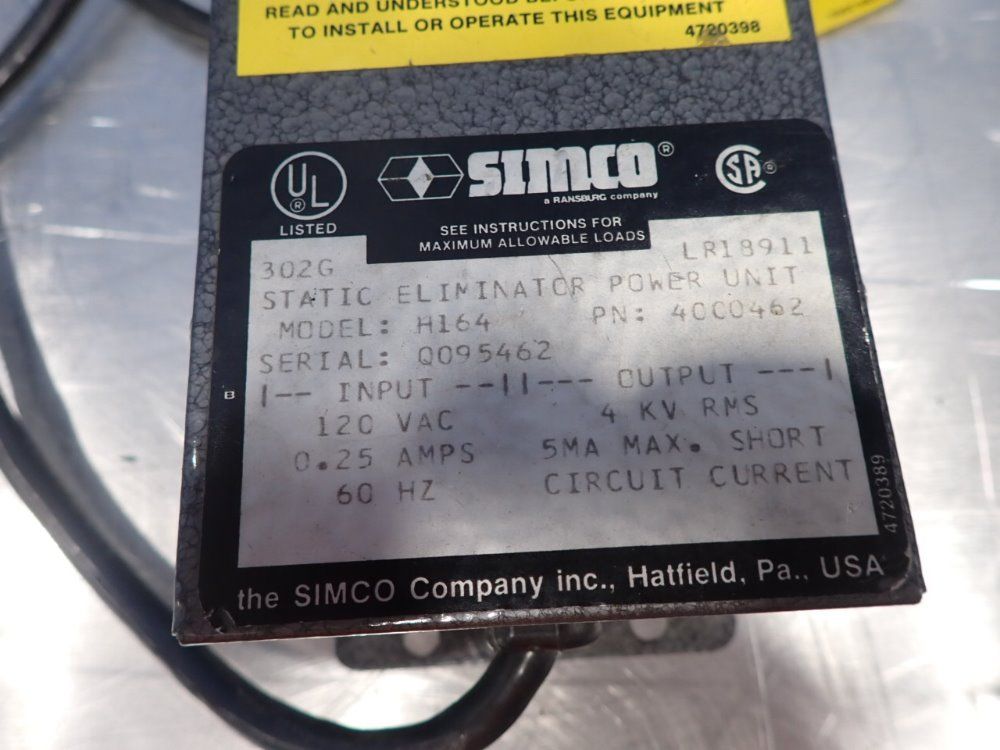 READ AND UNDERSTOOD
TO INSTALL OR OPERATE THIS EQUIPMENT
4720398
UL ®
LISTED
SIMCO®
a RANSBURG company
SA ®
SEE INSTRUCTIONS FOR
MAXIMUM ALLOWABLE LOADS
302G LR18911
STATIC ELIMINATOR POWER UNIT
MODEL: H164 PN: 4000462
SERIAL: Q095462
B |-- INPUT --||--- OUTPUT ---|
120 VAC 4 KV RMS
0.25 AMPS 5MA MAX. SHORT
60 HZ CIRCUIT CURRENT
4720389
the SIMCO Company inc., Hatfield, Pa., USA